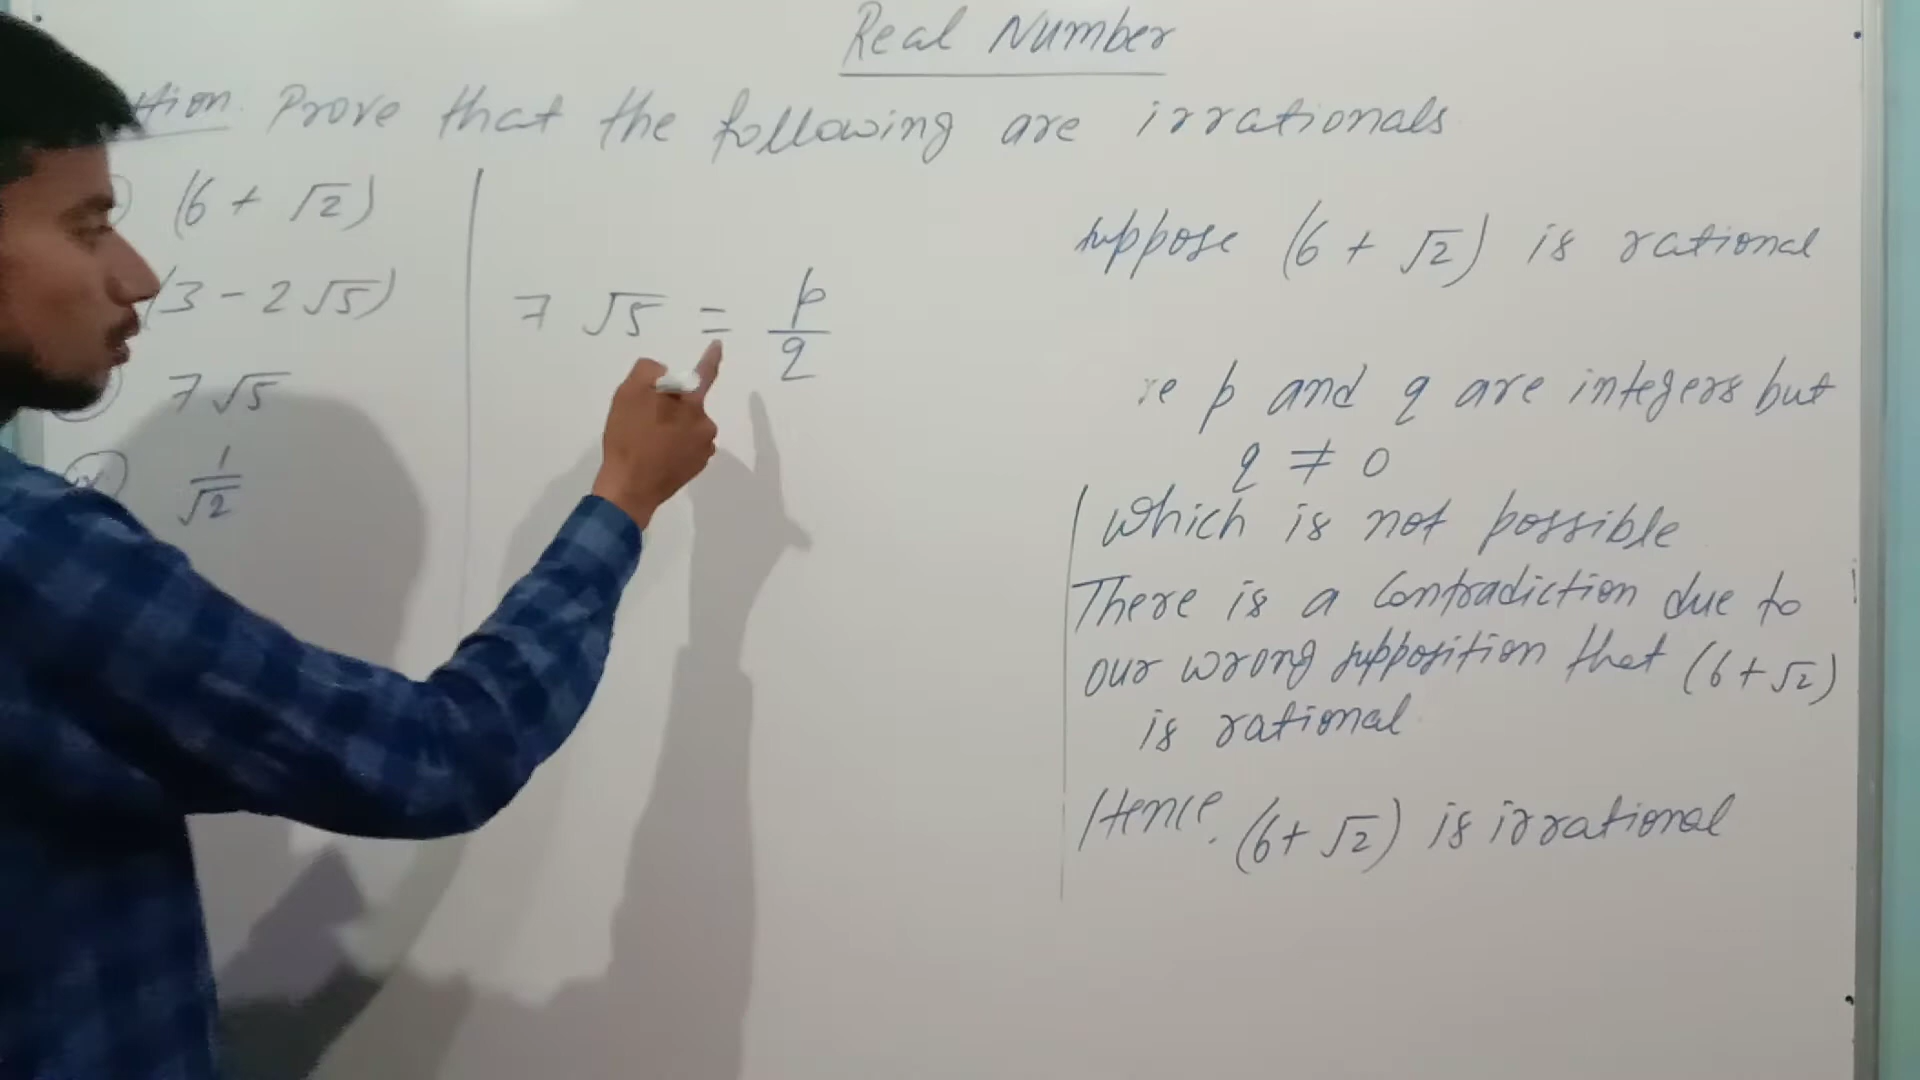 Real Number
Prove that the following are irrationals
(6 + √2)
(3 - 2√5)
7√5
1/√2
7 √5 = p/q
suppose (6 + √2) is rational
p and q are integers but
q ≠ 0
which is not possible
There is a contradiction due to
our wrong supposition that (6+√2)
is rational
Hence, (6+√2) is irrational